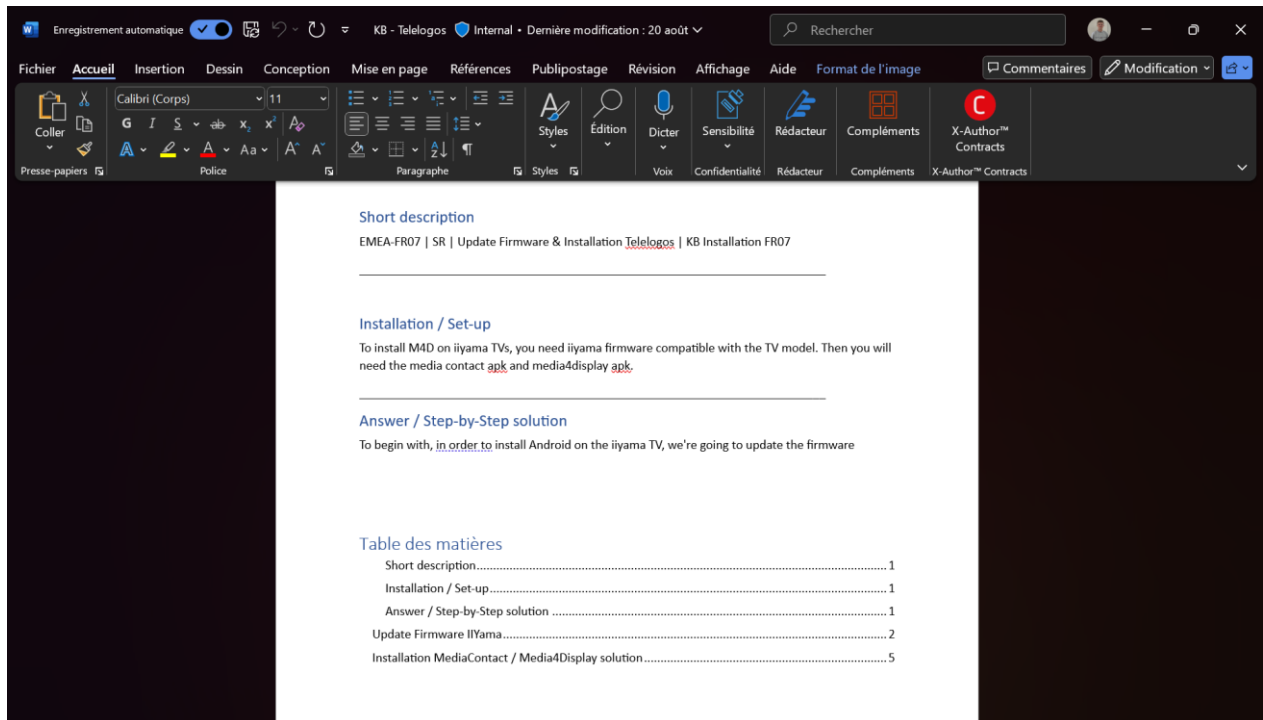 Enregistrement automatique
KB - Telelogos
Internal • Dernière modification : 20 août
Rechercher
Fichier Accueil Insertion Dessin Conception Mise en page Références Publipostage Révision Affichage Aide Format de l'image
Commentaires
Modification
Coller
Presse-papiers
Calibri (Corps) 11
G I S ab x₂ x² A
A A Aa A A
Police
Paragraphe
Styles
Styles
Édition
Dicter
Voix
Sensibilité
Confidentialité
Rédacteur
Rédacteur
Compléments
Compléments
X-Author™
Contracts
X-Author™ Contracts
Short description
EMEA-FR07 | SR | Update Firmware & Installation Telelogos | KB Installation FR07
Installation / Set-up
To install M4D on iiyama TVs, you need iiyama firmware compatible with the TV model. Then you will
need the media contact apk and media4display apk.
Answer / Step-by-Step solution
To begin with, in order to install Android on the iiyama TV, we're going to update the firmware
Table des matières
Short description 1
Installation / Set-up 1
Answer / Step-by-Step solution 1
Update Firmware IIYama 2
Installation MediaContact / Media4Display solution 5